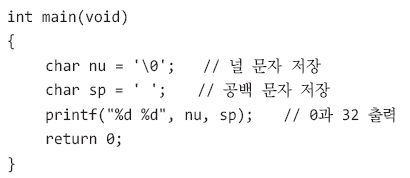 int main(void)
{
char nu = '\0';   // 널 문자 저장
char sp = ' ';   // 공백 문자 저장
printf("%d %d", nu, sp);   // 0과 32 출력
return 0;
}